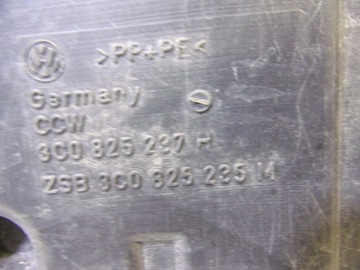 >PP+PE<
Germany
CCW
3C0 825 237 H
ZSB 3C0 825 235 M